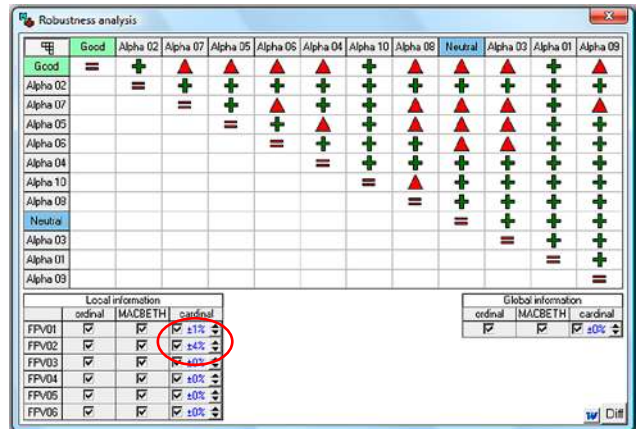 Robustness analysis
Good Alpha 02 Alpha 07 Alpha 05 Alpha 06 Alpha 04 Alpha 10 Alpha 08 Neutral Alpha 03 Alpha 01 Alpha 09
Good
Alpha 02
Alpha 07
Alpha 05
Alpha 06
Alpha 04
Alpha 10
Alpha 08
Neutral
Alpha 03
Alpha 01
Alpha 09
Local information
ordinal MACBETH cardinal
FPV01 ±1%
FPV02 ±4%
FPV03 ±0%
FPV04 ±0%
FPV05 ±0%
FPV06 ±0%
Global information
ordinal MACBETH cardinal
±0%
Diff